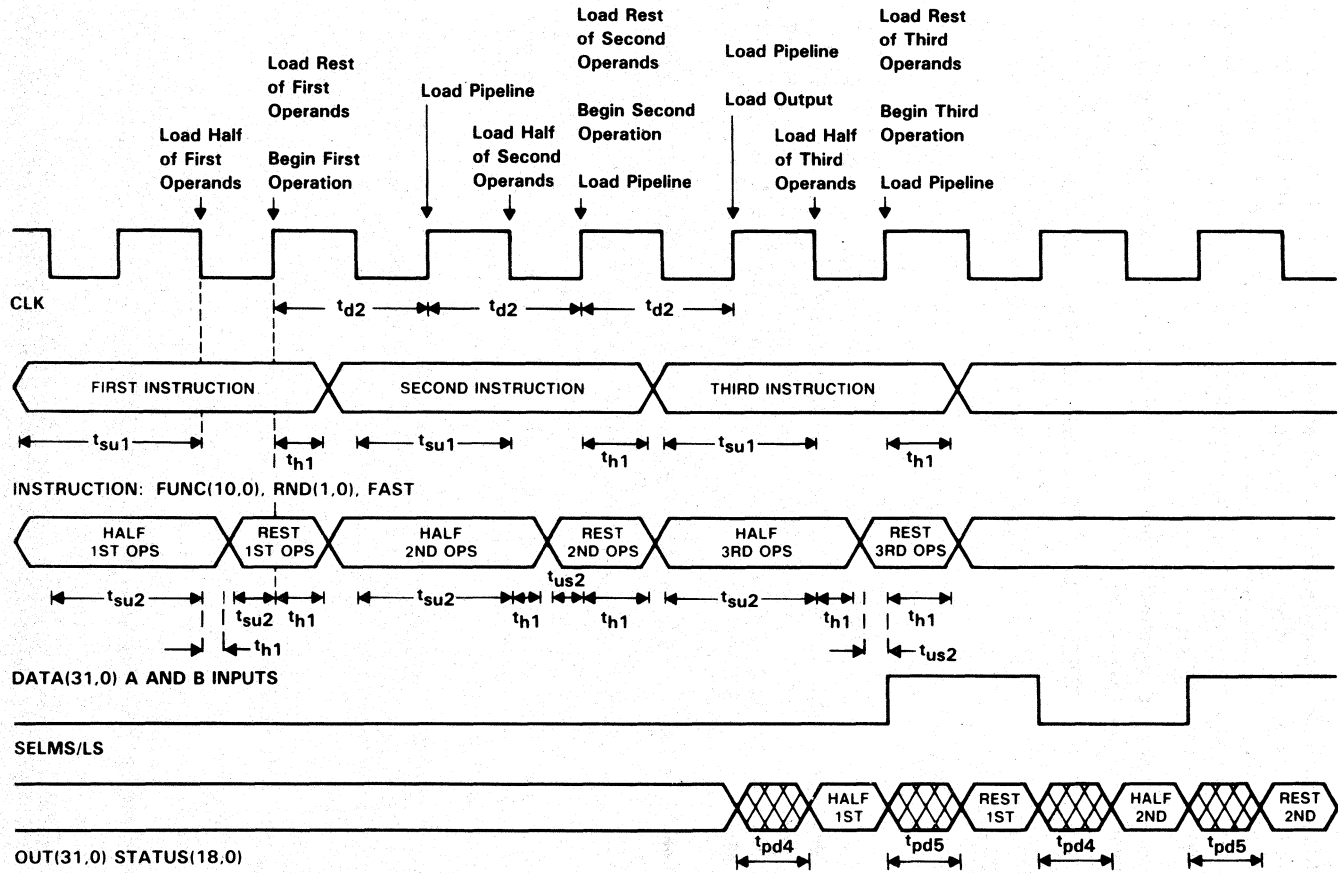 Load Rest
of Second
Operands
Load Rest
of Third
Operands
Load Pipeline
Load Rest
of First
Operands
Load Pipeline
Load Output
Begin Second
Operation
Begin Third
Operation
Load Half
of First
Operands
Begin First
Operation
Load Half
of Second
Operands
Load Pipeline
Load Half
of Third
Operands
Load Pipeline
CLK
td2
td2
td2
FIRST INSTRUCTION
SECOND INSTRUCTION
THIRD INSTRUCTION
tsu1
th1
tsu1
th1
tsu1
th1
INSTRUCTION: FUNC(10,0), RND(1,0), FAST
HALF
1ST OPS
REST
1ST OPS
HALF
2ND OPS
REST
2ND OPS
HALF
3RD OPS
REST
3RD OPS
tsu2
th1
tsu2
th1
tsu2
th1
tus2
th1
tsu2
th1
th1
tus2
DATA(31,0) A AND B INPUTS
SELMS/LS
HALF
1ST
REST
1ST
HALF
2ND
REST
2ND
tpd4
tpd5
tpd4
tpd5
OUT(31,0) STATUS(18,0)